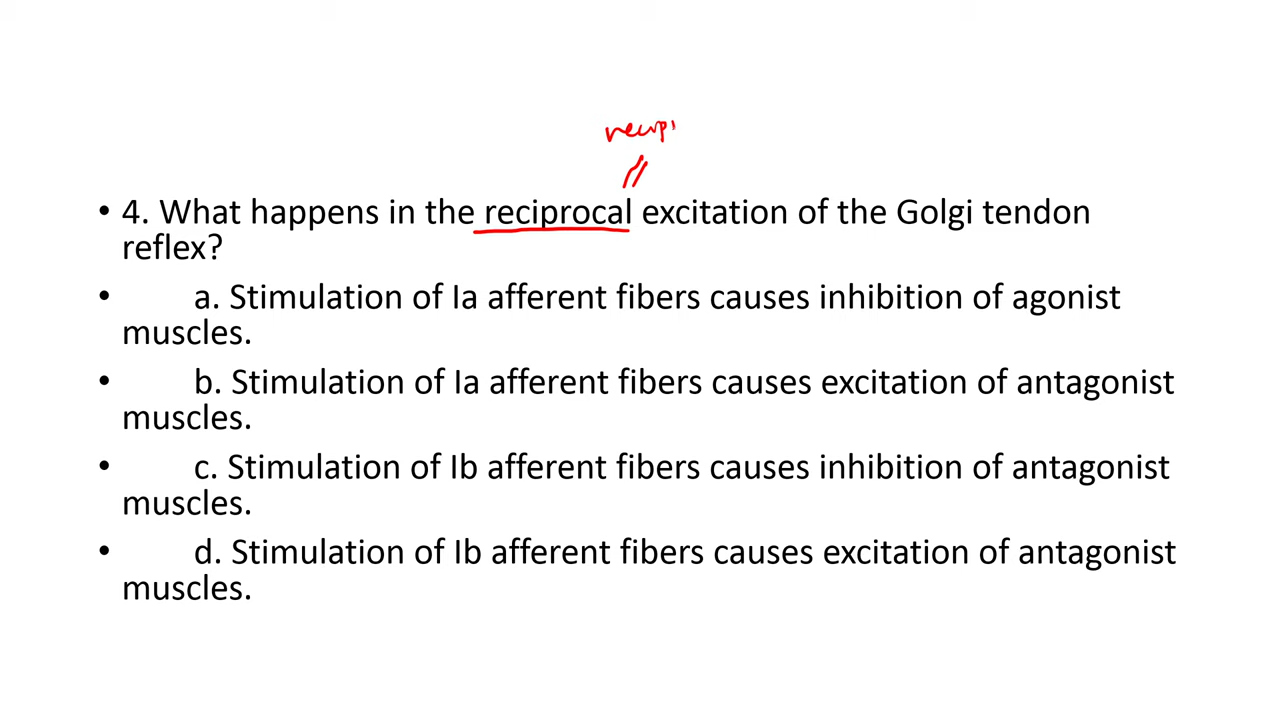 recipr
• 4. What happens in the reciprocal excitation of the Golgi tendon
reflex?
• a. Stimulation of Ia afferent fibers causes inhibition of agonist
muscles.
• b. Stimulation of Ia afferent fibers causes excitation of antagonist
muscles.
• c. Stimulation of Ib afferent fibers causes inhibition of antagonist
muscles.
• d. Stimulation of Ib afferent fibers causes excitation of antagonist
muscles.